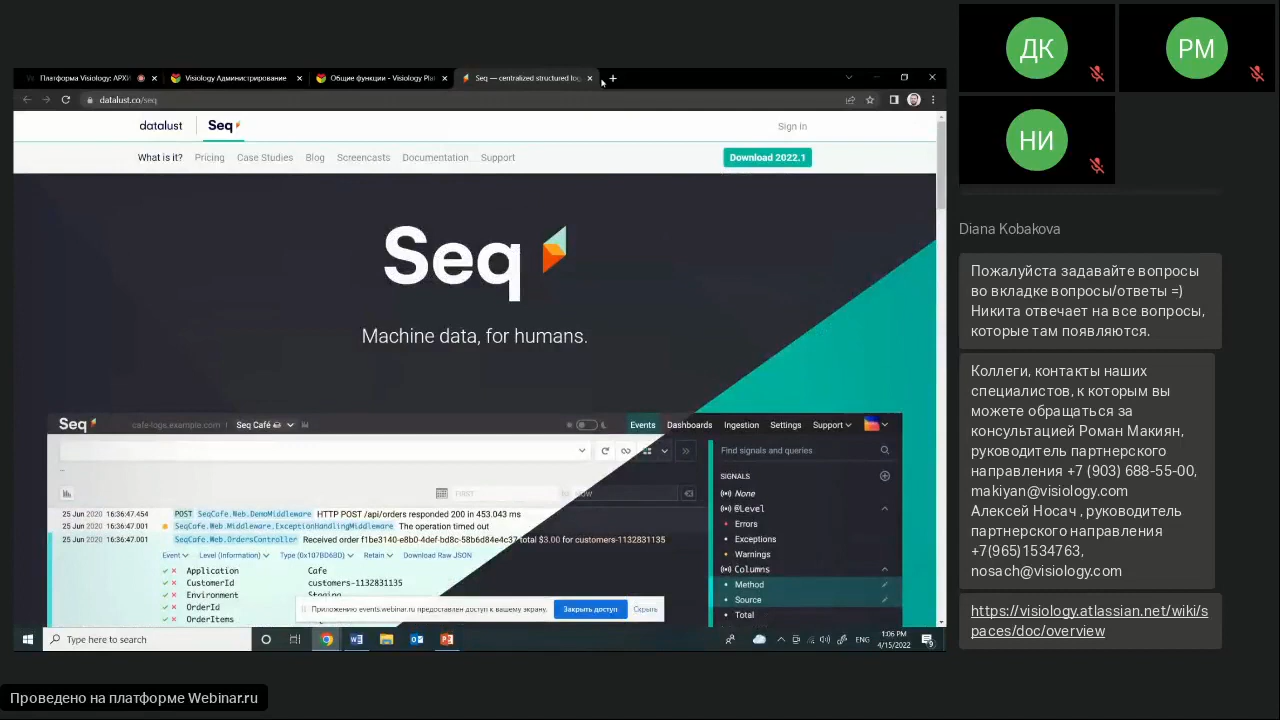 Платформа Visiology: АРХИ
Visiology Администрирование
Общие функции - Visiology Pla
Seq — centralized structured log
datalust.co/seq
datalust
Seq
Sign in
What is it?
Pricing
Case Studies
Blog
Screencasts
Documentation
Support
Download 2022.1
Seq
Machine data, for humans.
Seq
cafe-logs.example.com
Seq Café
Events
Dashboards
Ingestion
Settings
Support
Find signals and queries
SIGNALS
None
@Level
Errors
Exceptions
Warnings
Columns
Method
Source
Total
FIRST
NOW
25 Jun 2020 16:36:47.454 POST SeqCafe.Web.DemoMiddleware HTTP POST /api/orders responded 200 in 453.043 ms
25 Jun 2020 16:36:47.001 SeqCafe.Web.Middleware.ExceptionHandlingMiddleware The operation timed out
25 Jun 2020 16:36:47.001 SeqCafe.Web.OrdersController Received order f1be3140-e8b0-4def-bd8c-58b6d84e4c37 total $3.00 for customers-1132831135
Event Level (Information) Type (0x107BD6BD) Retain Download Raw JSON
Application Cafe
CustomerId customers-1132831135
Environment Staging
OrderId
OrderItems
Приложению events.webinar.ru предоставлен доступ к вашему экрану.
Закрыть доступ
Скрыть
Type here to search
ENG
1:06 PM
4/15/2022
9
Проведено на платформе Webinar.ru
ДК
РМ
НИ
Diana Kobakova
Пожалуйста задавайте вопросы
во вкладке вопросы/ответы =)
Никита отвечает на все вопросы,
которые там появляются.
Коллеги, контакты наших
специалистов, к которым вы
можете обращаться за
консультацией Роман Макиян,
руководитель партнерского
направления +7 (903) 688-55-00,
makiyan@visiology.com
Алексей Носач , руководитель
партнерского направления
+7(965)1534763,
nosach@visiology.com
https://visiology.atlassian.net/wiki/s
paces/doc/overview